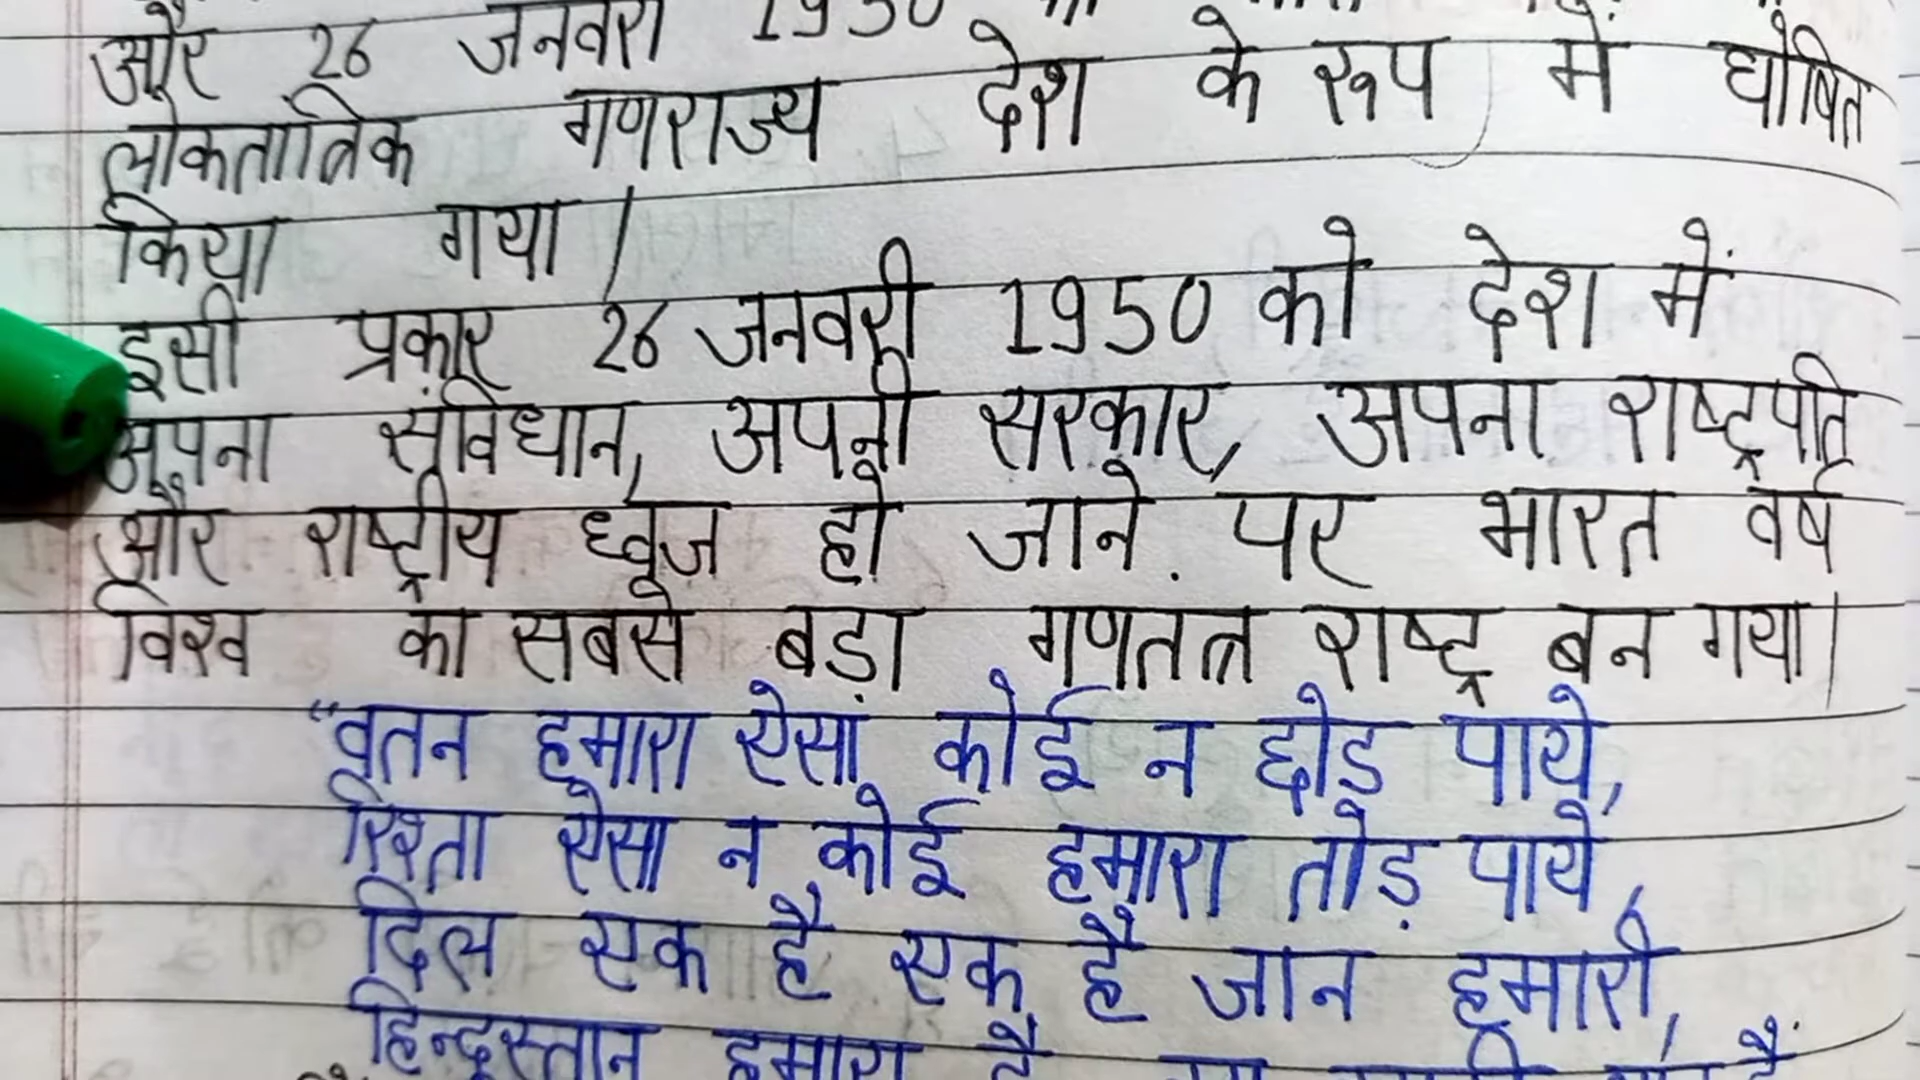 और 26 जनवरी 1950 को
लोकतांत्रिक गणराज्य देश के रूप में घोषित
किया गया।
इसी प्रकार 26 जनवरी 1950 को देश में
अपना संविधान, अपनी सरकार, अपना राष्ट्रपति
और राष्ट्रीय ध्वज हो जाने पर भारत वर्ष
विश्व का सबसे बड़ा गणतंत्र राष्ट्र बन गया।
"वतन हमारा ऐसा कोई न छोड़ पाये,
रिश्ता ऐसा न कोई हमारा तोड़ पाये,
दिल एक है एक है जान हमारी,
हिन्दुस्तान हमारा है